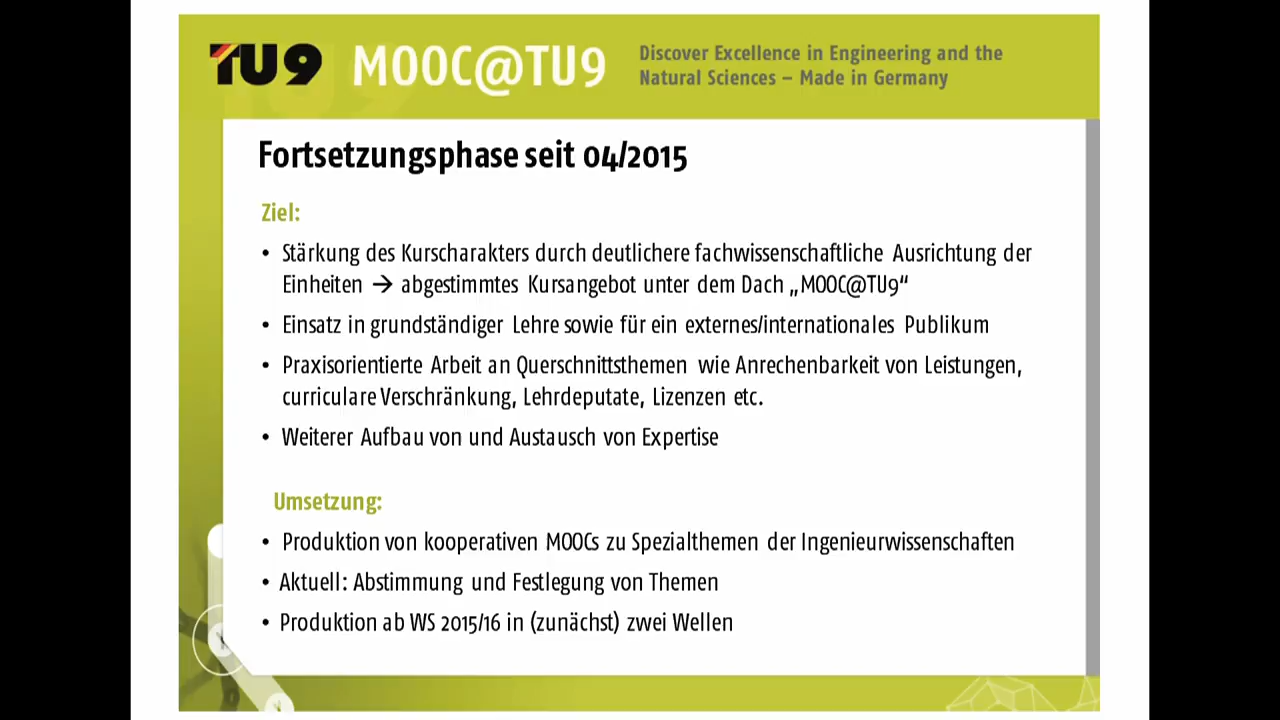 TU9 MOOC@TU9
Discover Excellence in Engineering and the
Natural Sciences – Made in Germany
Fortsetzungsphase seit 04/2015
Ziel:
• Stärkung des Kurscharakters durch deutlichere fachwissenschaftliche Ausrichtung der
Einheiten → abgestimmtes Kursangebot unter dem Dach „MOOC@TU9“
• Einsatz in grundständiger Lehre sowie für ein externes/internationales Publikum
• Praxisorientierte Arbeit an Querschnittsthemen wie Anrechenbarkeit von Leistungen,
curriculare Verschränkung, Lehrdeputate, Lizenzen etc.
• Weiterer Aufbau von und Austausch von Expertise
Umsetzung:
• Produktion von kooperativen MOOCs zu Spezialthemen der Ingenieurwissenschaften
• Aktuell: Abstimmung und Festlegung von Themen
• Produktion ab WS 2015/16 in (zunächst) zwei Wellen